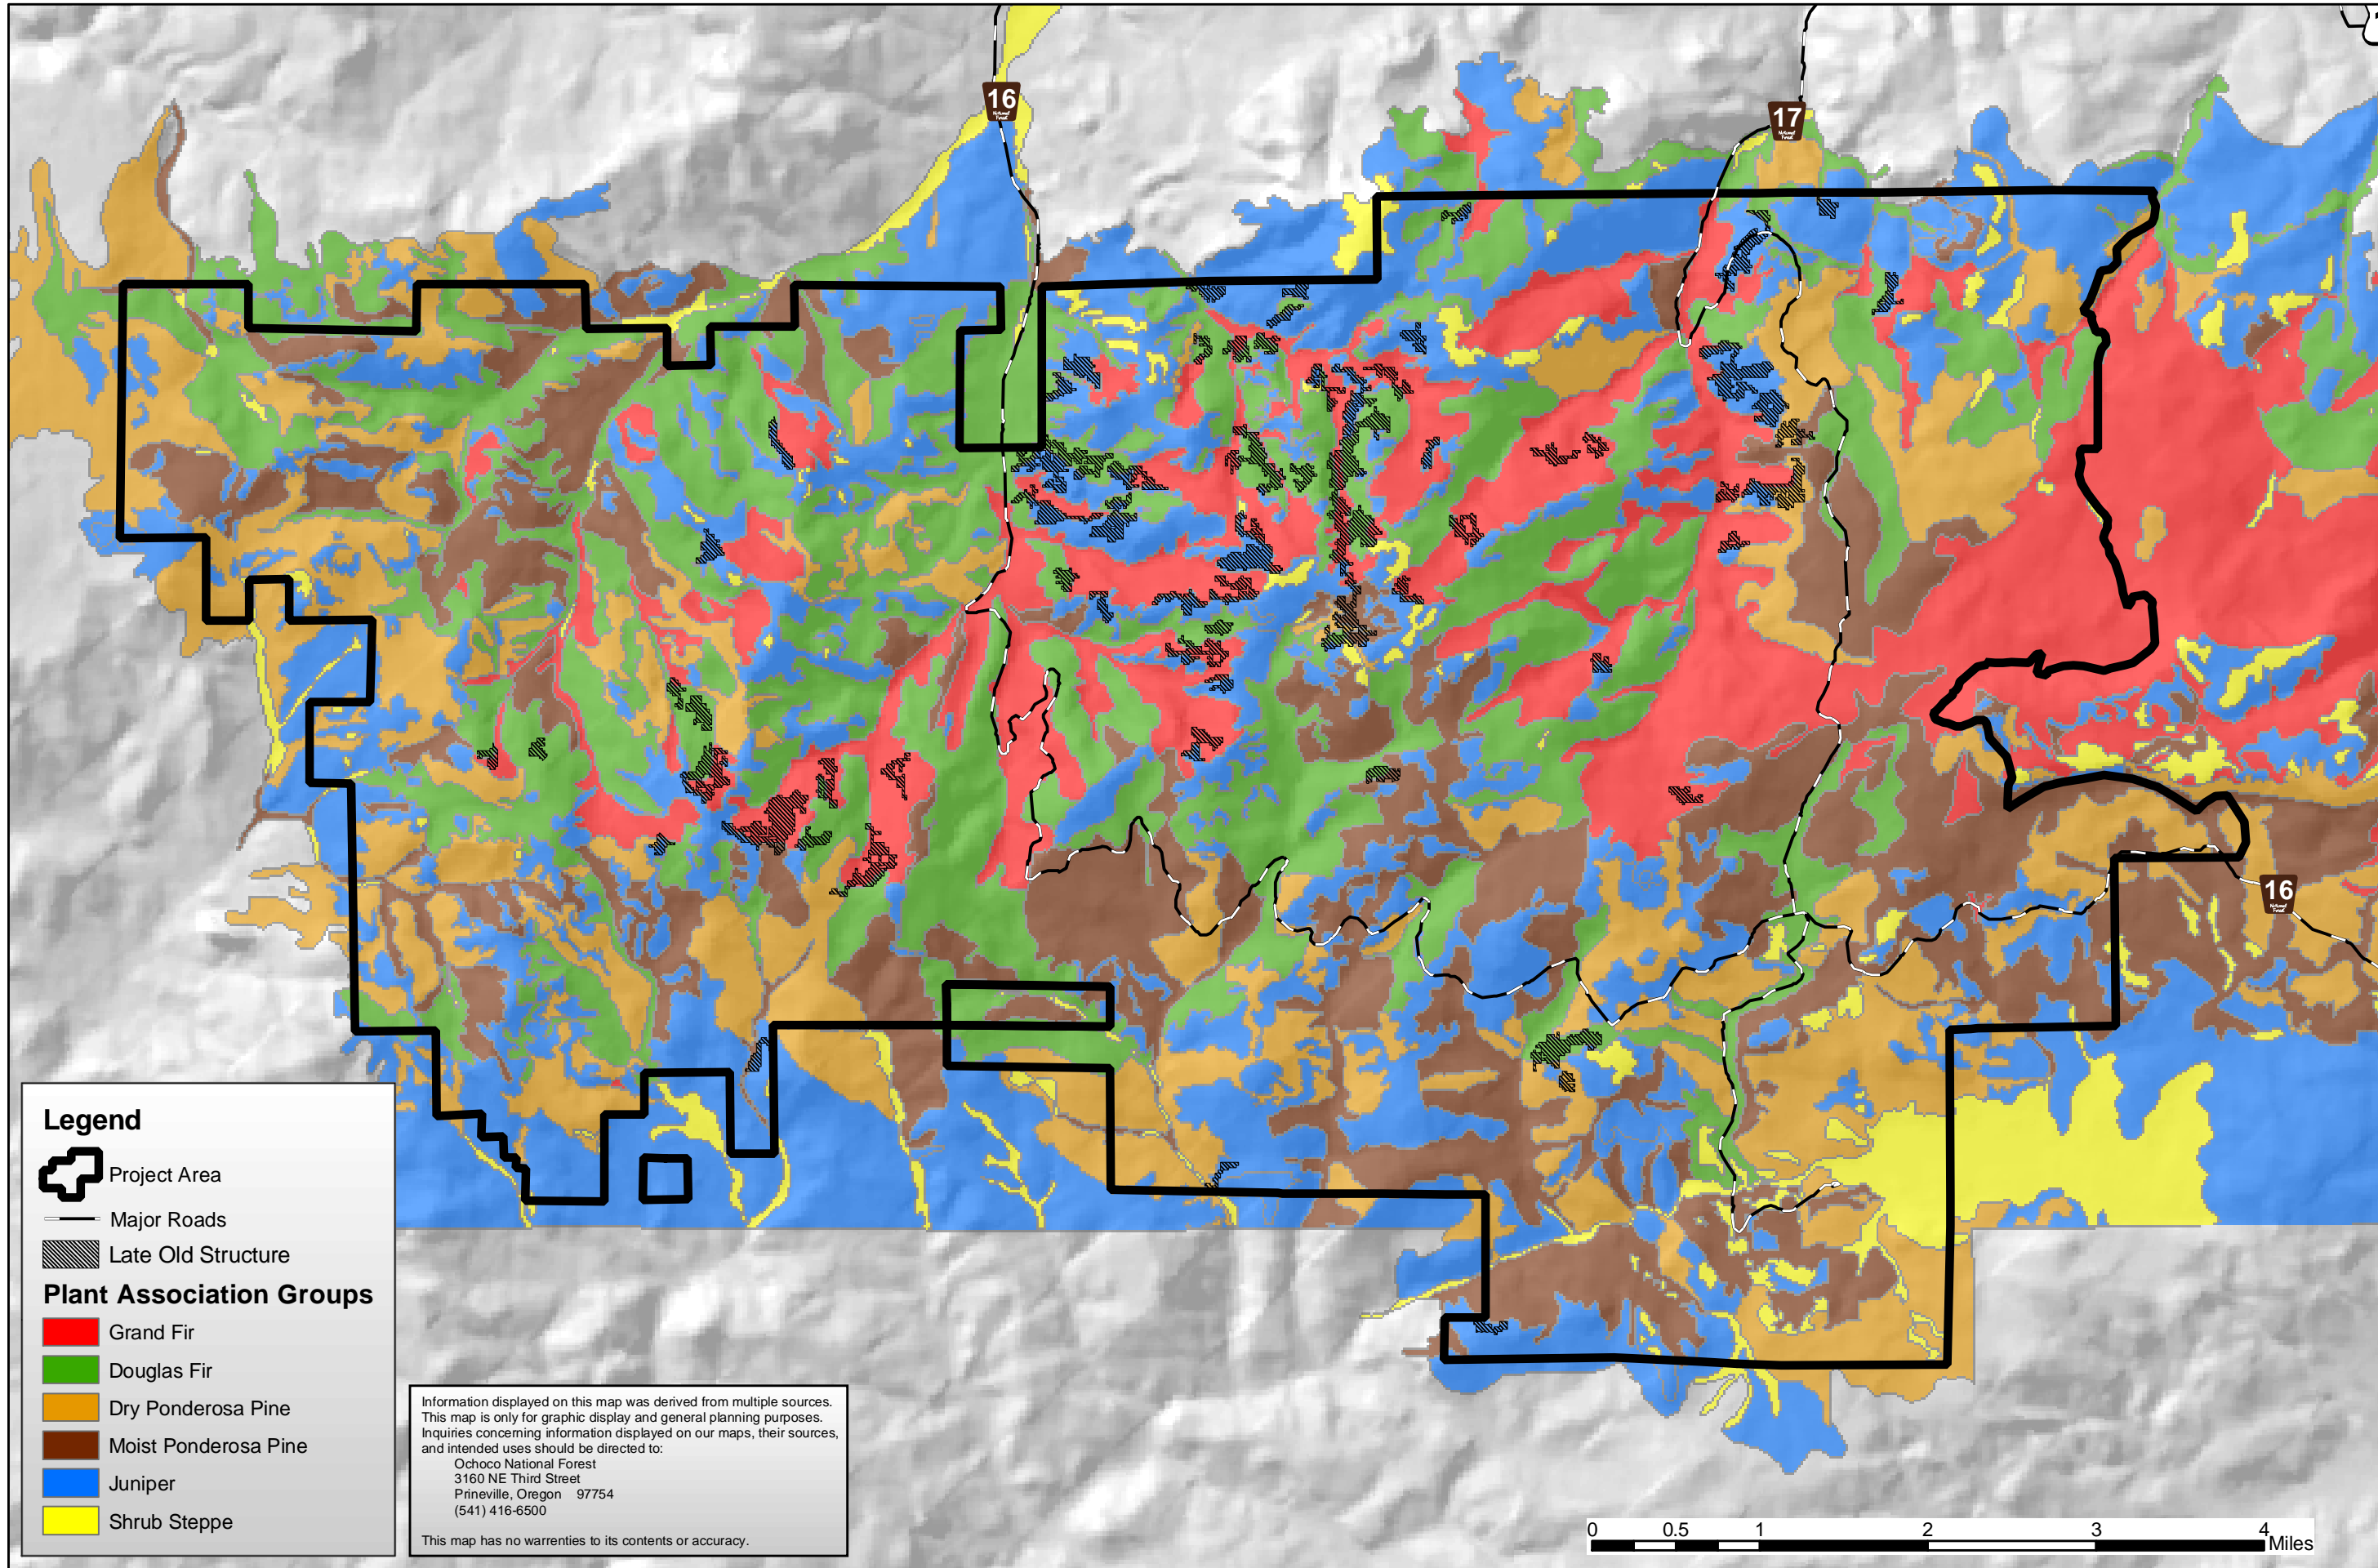 16
17
16
Legend
Project Area
Major Roads
Late Old Structure
Plant Association Groups
Grand Fir
Douglas Fir
Dry Ponderosa Pine
Moist Ponderosa Pine
Juniper
Shrub Steppe
Information displayed on this map was derived from multiple sources.
This map is only for graphic display and general planning purposes.
Inquiries concerning information displayed on our maps, their sources,
and intended uses should be directed to:
Ochoco National Forest
3160 NE Third Street
Prineville, Oregon 97754
(541) 416-6500
This map has no warrenties to its contents or accuracy.
0 0.5 1 2 3 4
Miles